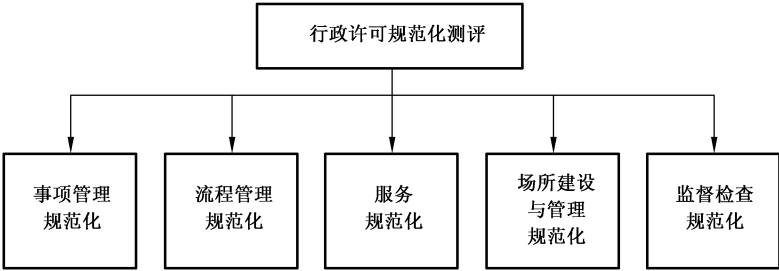 行政许可规范化测评
事项管理
规范化
流程管理
规范化
服务
规范化
场所建设
与管理
规范化
监督检查
规范化